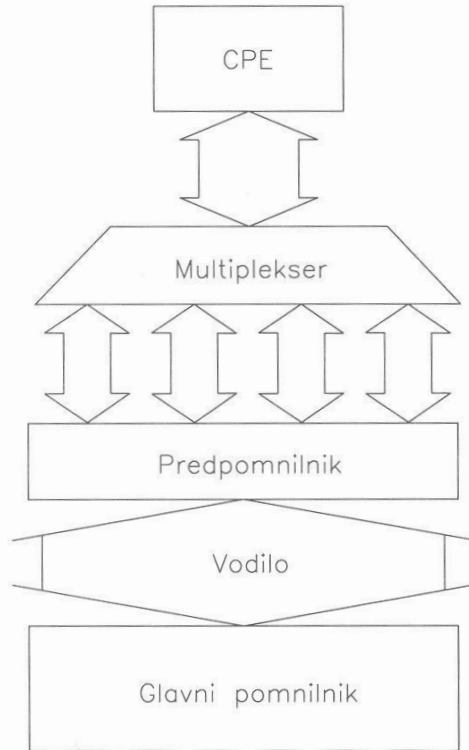 CPE
Multiplekser
Predpomnilnik
Vodilo
Glavni pomnilnik